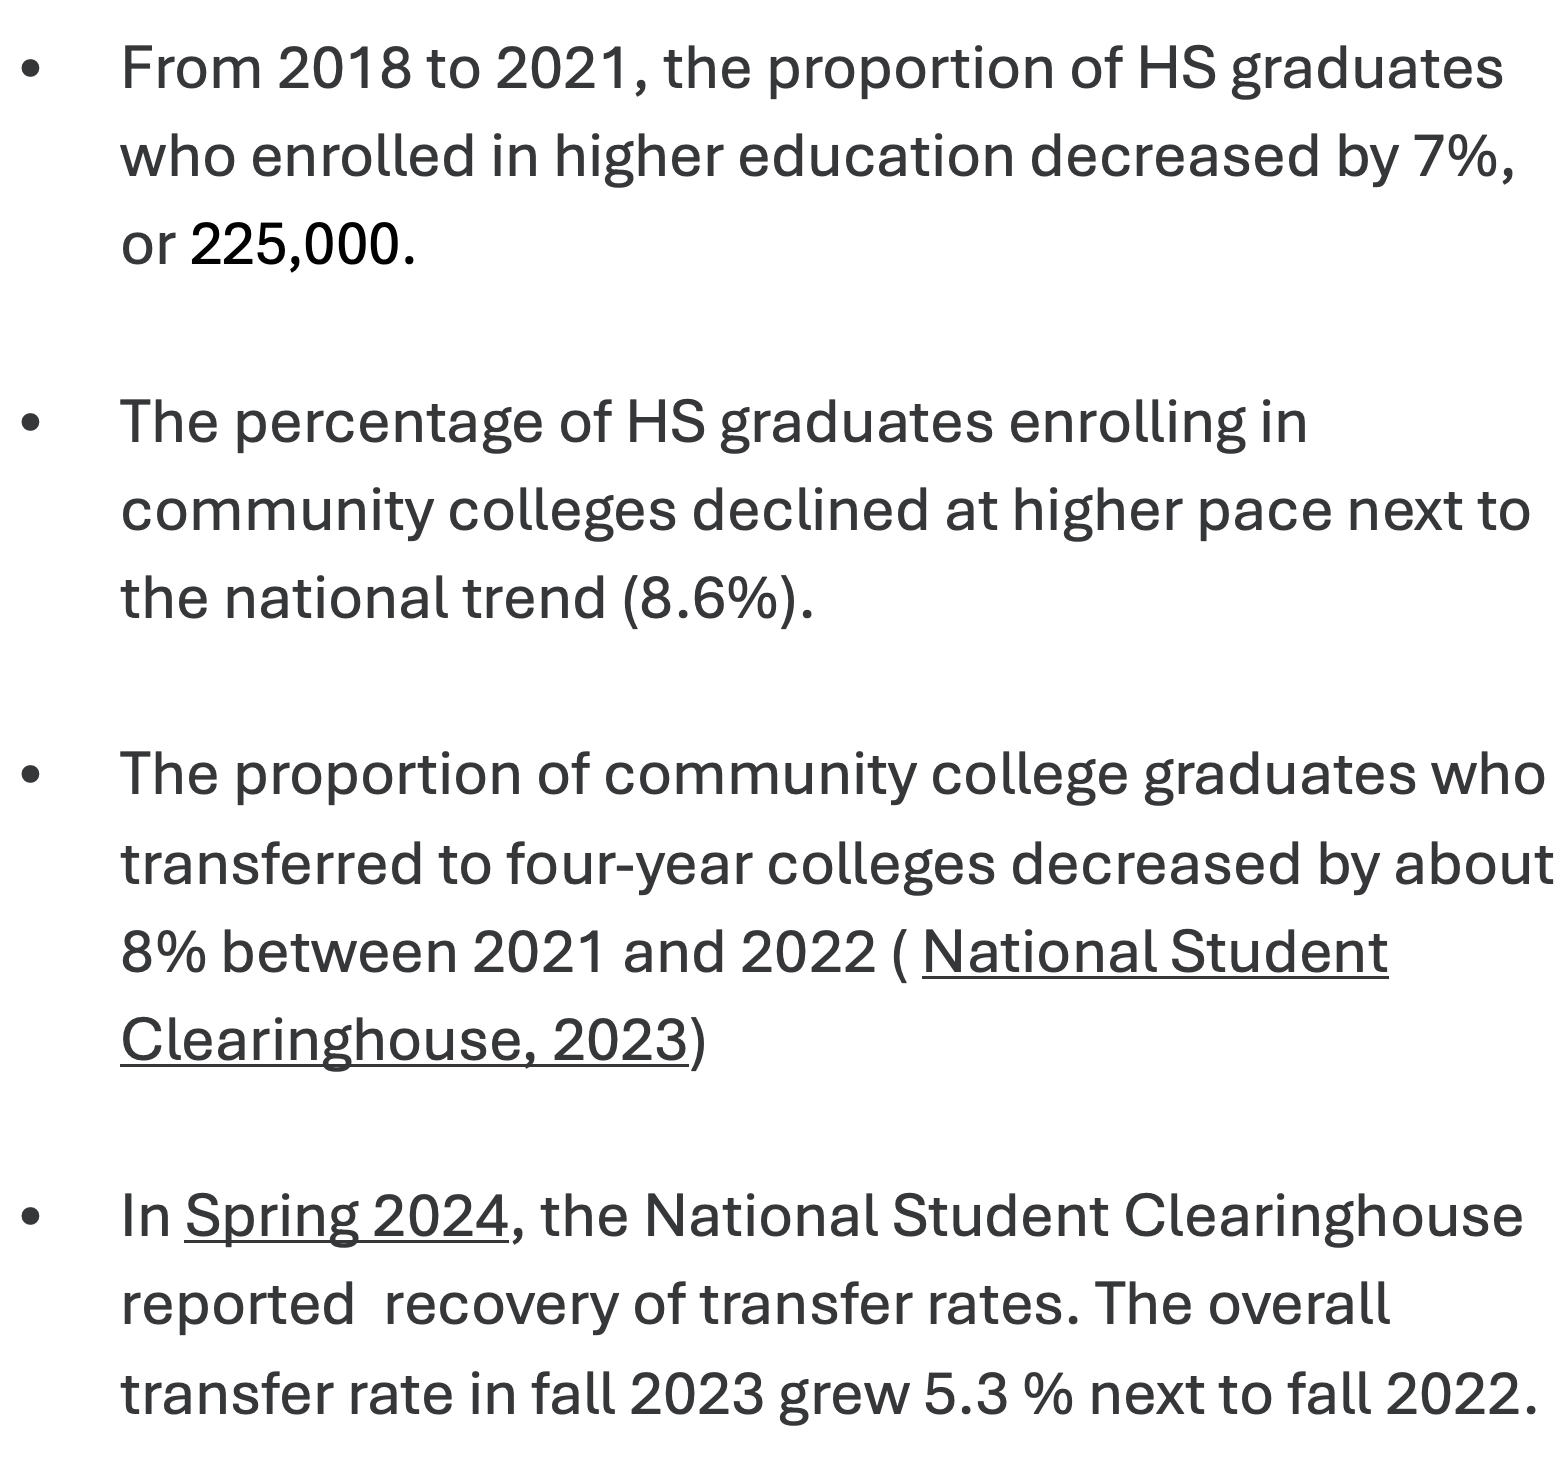 • From 2018 to 2021, the proportion of HS graduates
who enrolled in higher education decreased by 7%,
or 225,000.
• The percentage of HS graduates enrolling in
community colleges declined at higher pace next to
the national trend (8.6%).
• The proportion of community college graduates who
transferred to four-year colleges decreased by about
8% between 2021 and 2022 ( National Student
Clearinghouse, 2023)
• In Spring 2024, the National Student Clearinghouse
reported  recovery of transfer rates. The overall
transfer rate in fall 2023 grew 5.3 % next to fall 2022.